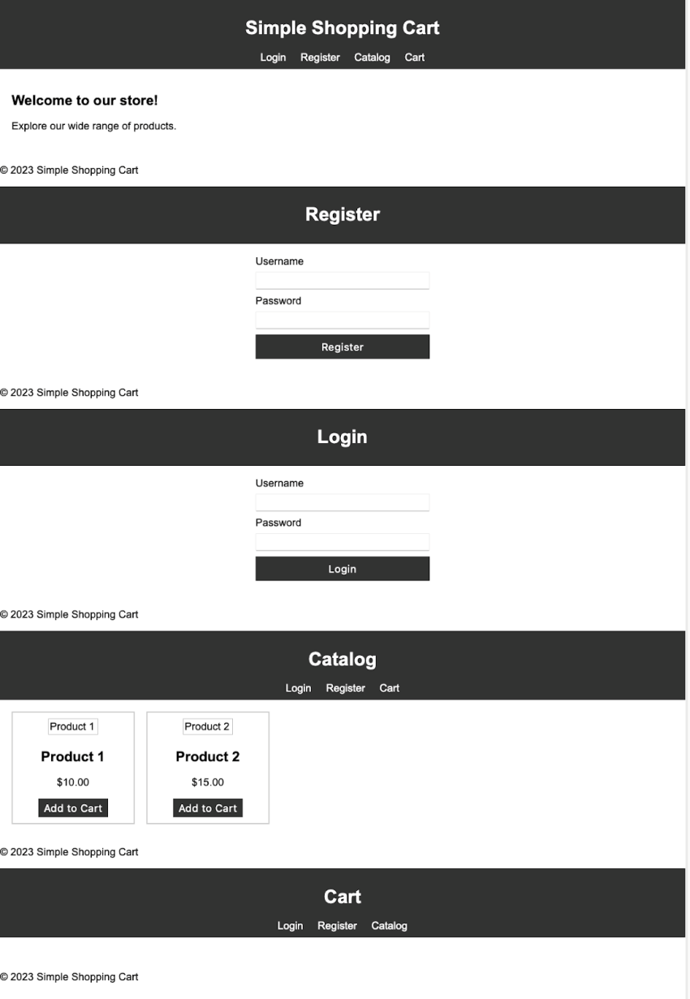 Simple Shopping Cart
Login Register Catalog Cart
Welcome to our store!
Explore our wide range of products.
© 2023 Simple Shopping Cart
Register
Username
Password
Register
© 2023 Simple Shopping Cart
Login
Username
Password
Login
© 2023 Simple Shopping Cart
Catalog
Login Register Cart
Product 1 Product 2
Product 1 Product 2
$10.00 $15.00
Add to Cart Add to Cart
© 2023 Simple Shopping Cart
Cart
Login Register Catalog
© 2023 Simple Shopping Cart